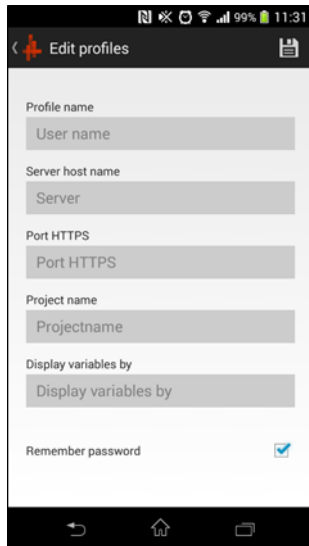 99% 11:31
Edit profiles
Profile name
User name
Server host name
Server
Port HTTPS
Port HTTPS
Project name
Projectname
Display variables by
Display variables by
Remember password